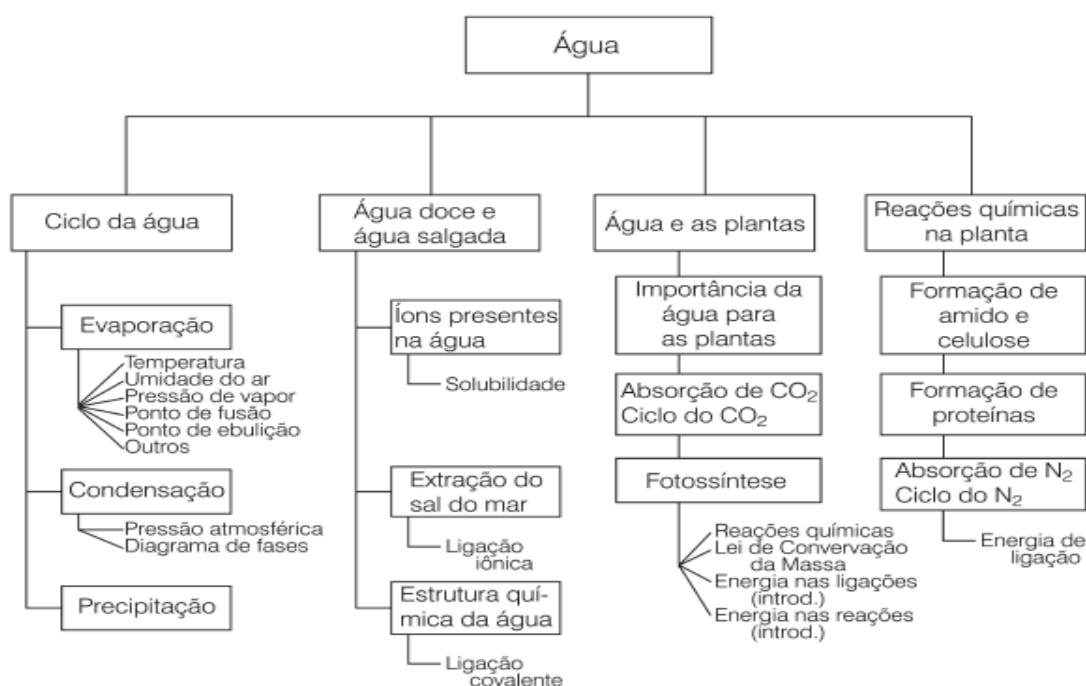 Água
Ciclo da água
Evaporação
Temperatura
Umidade do ar
Pressão de vapor
Ponto de fusão
Ponto de ebulição
Outros
Condensação
Pressão atmosférica
Diagrama de fases
Precipitação
Água doce e
água salgada
Íons presentes
na água
Solubilidade
Extração do
sal do mar
Ligação
iônica
Estrutura quí-
mica da água
Ligação
covalente
Água e as plantas
Importância da
água para
as plantas
Absorção de CO₂
Ciclo do CO₂
Fotossíntese
Reações químicas
Lei de Convervação
da Massa
Energia nas ligações
(introd.)
Energia nas reações
(introd.)
Reações químicas
na planta
Formação de
amido e
celulose
Formação de
proteínas
Absorção de N₂
Ciclo do N₂
Energia de
ligação